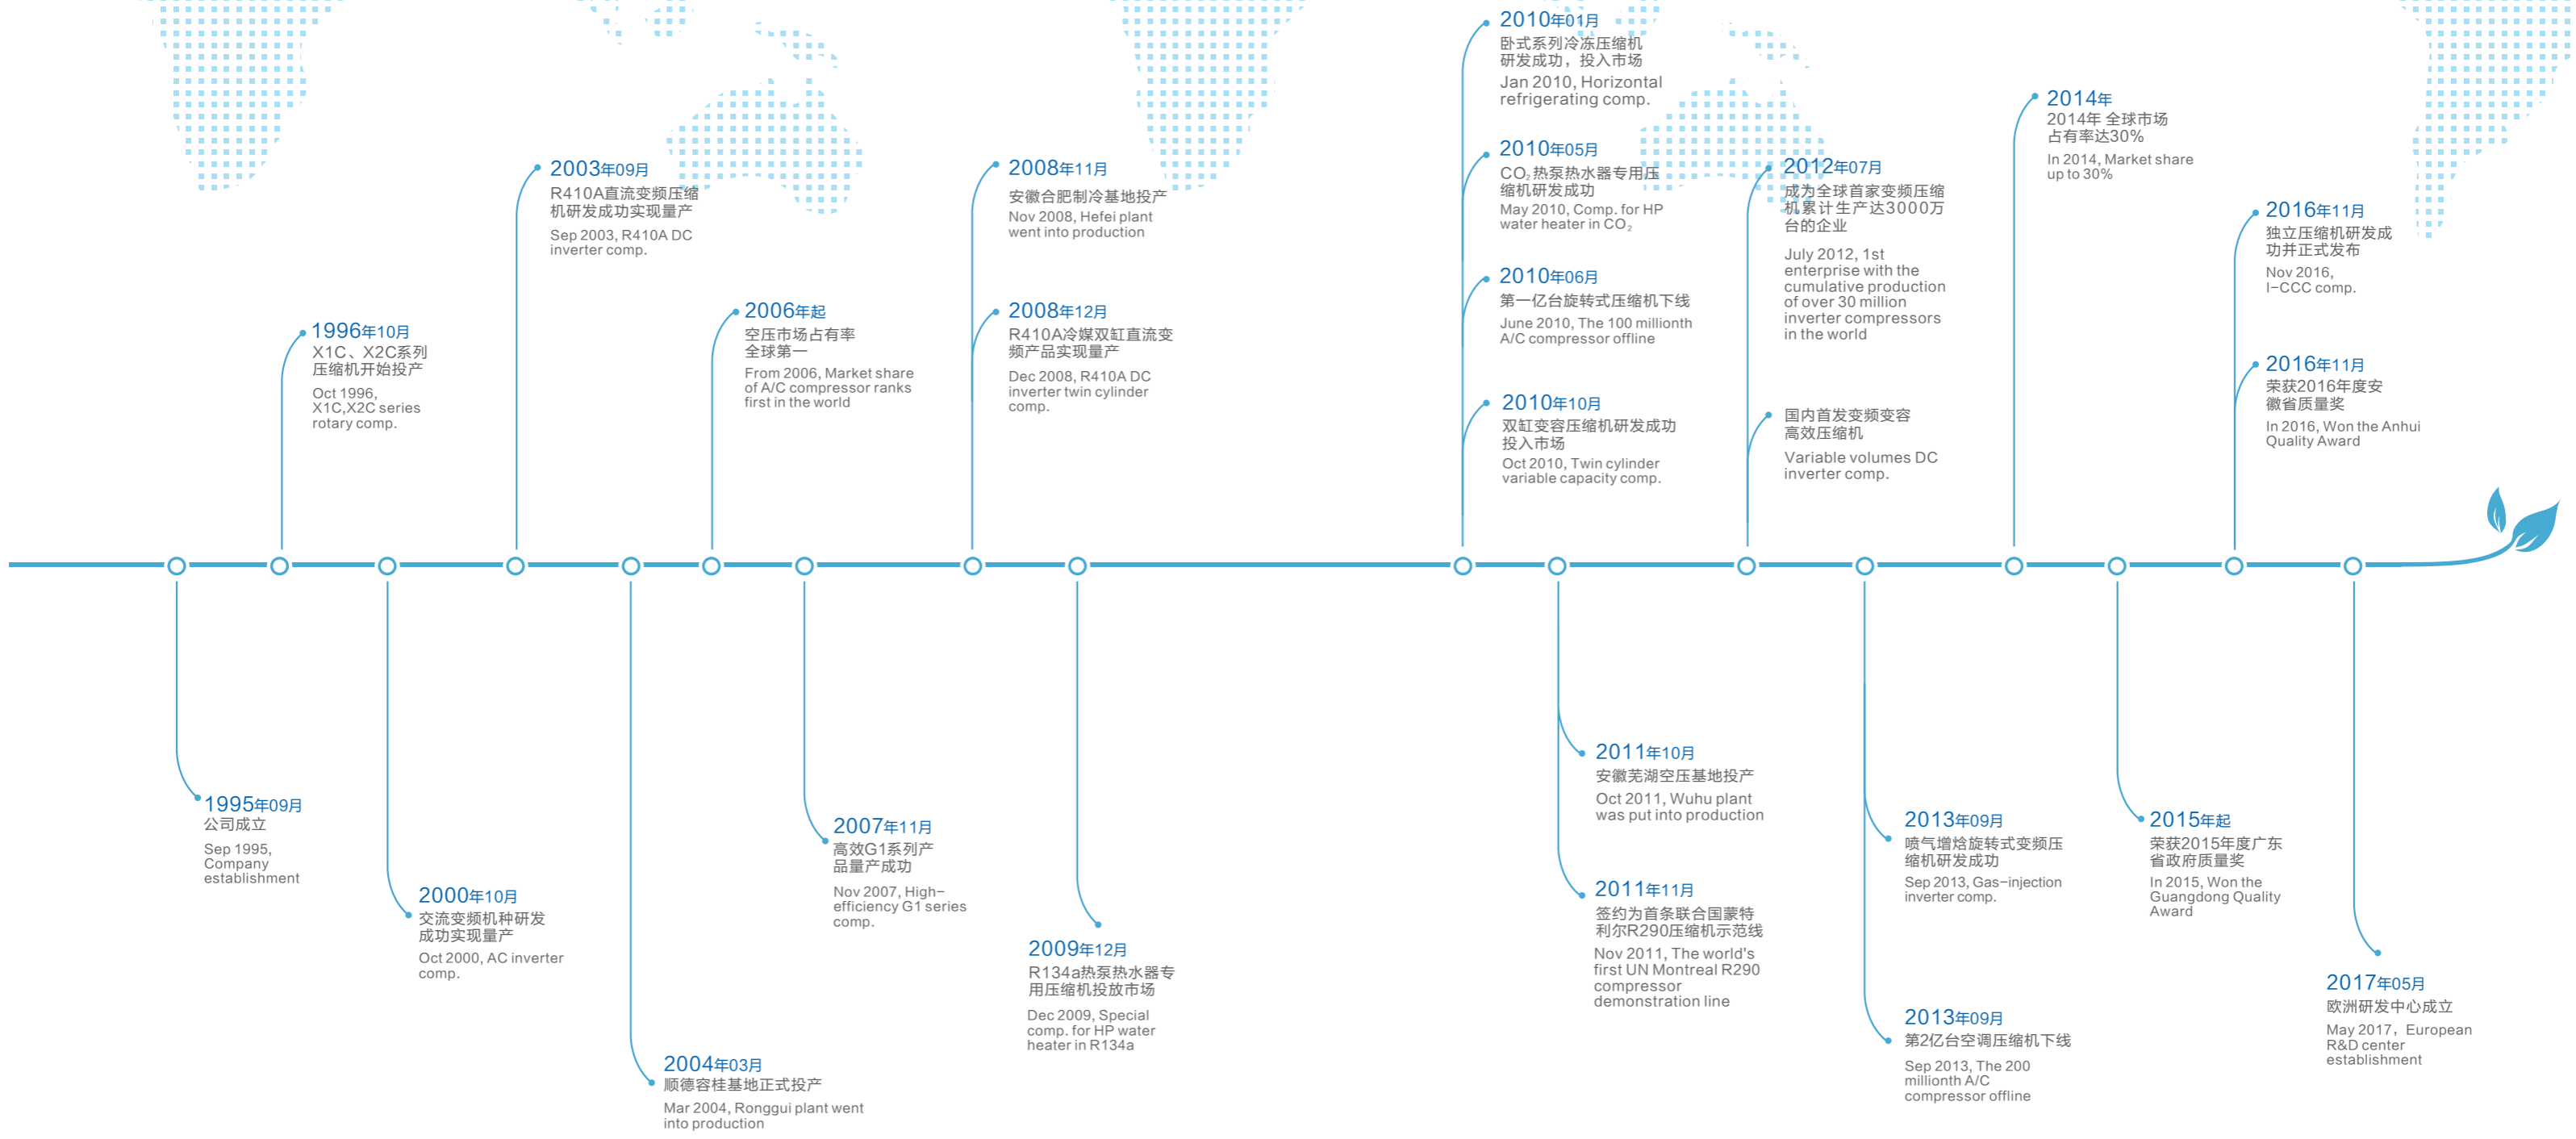 1995年09月
公司成立
Sep 1995,
Company
establishment
1996年10月
X1C、X2C系列
压缩机开始投产
Oct 1996,
X1C,X2C series
rotary comp.
2000年10月
交流变频机种研发
成功实现量产
Oct 2000, AC inverter
comp.
2003年09月
R410A直流变频压缩
机研发成功实现量产
Sep 2003, R410A DC
inverter comp.
2004年03月
顺德容桂基地正式投产
Mar 2004, Ronggui plant went
into production
2006年起
空压市场占有率
全球第一
From 2006, Market share
of A/C compressor ranks
first in the world
2007年11月
高效G1系列产
品量产成功
Nov 2007, High-
efficiency G1 series
comp.
2008年11月
安徽合肥制冷基地投产
Nov 2008, Hefei plant
went into production
2008年12月
R410A冷媒双缸直流变
频产品实现量产
Dec 2008, R410A DC
inverter twin cylinder
comp.
2009年12月
R134a热泵热水器专
用压缩机投放市场
Dec 2009, Special
comp. for HP water
heater in R134a
2010年01月
卧式系列冷冻压缩机
研发成功，投入市场
Jan 2010, Horizontal
refrigerating comp.
2010年05月
CO₂热泵热水器专用压
缩机研发成功
May 2010, Comp. for HP
water heater in CO₂
2010年06月
第一亿台旋转式压缩机下线
June 2010, The 100 millionth
A/C compressor offline
2010年10月
双缸变容压缩机研发成功
投入市场
Oct 2010, Twin cylinder
variable capacity comp.
2011年10月
安徽芜湖空压基地投产
Oct 2011, Wuhu plant
was put into production
2011年11月
签约为首条联合国蒙特
利尔R290压缩机示范线
Nov 2011, The world's
first UN Montreal R290
compressor
demonstration line
2012年07月
成为全球首家变频压缩
机累计生产达3000万
台的企业
July 2012, 1st
enterprise with the
cumulative production
of over 30 million
inverter compressors
in the world
国内首发变频变容
高效压缩机
Variable volumes DC
inverter comp.
2013年09月
喷气增焓旋转式变频压
缩机研发成功
Sep 2013, Gas-injection
inverter comp.
2013年09月
第2亿台空调压缩机下线
Sep 2013, The 200
millionth A/C
compressor offline
2014年
2014年 全球市场
占有率达30%
In 2014, Market share
up to 30%
2015年起
荣获2015年度广东
省政府质量奖
In 2015, Won the
Guangdong Quality
Award
2016年11月
独立压缩机研发成
功并正式发布
Nov 2016,
I-CCC comp.
2016年11月
荣获2016年度安
徽省质量奖
In 2016, Won the Anhui
Quality Award
2017年05月
欧洲研发中心成立
May 2017，European
R&D center
establishment